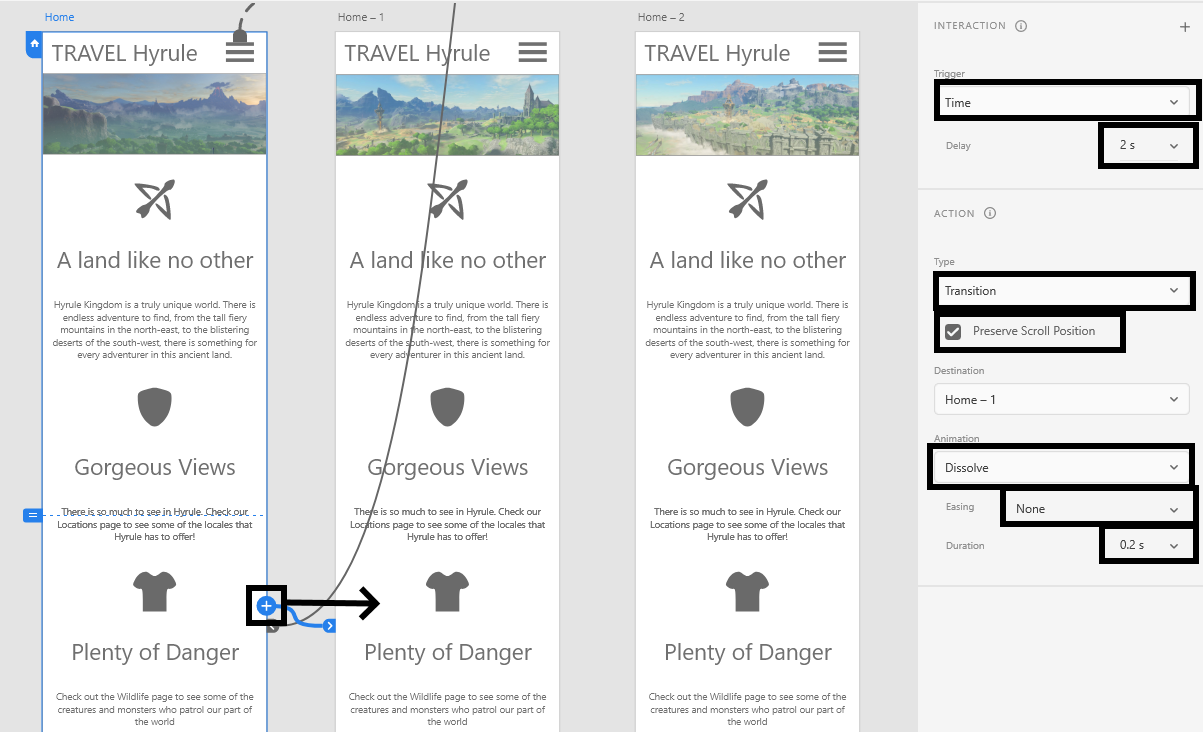 Home
TRAVEL Hyrule
A land like no other
Hyrule Kingdom is a truly unique world. There is
endless adventure to find, from the tall fiery
mountains in the north-east, to the blistering
deserts of the south-west, there is something for
every adventurer in this ancient land.
Gorgeous Views
There is so much to see in Hyrule. Check our
Locations page to see some of the locales that
Hyrule has to offer!
Plenty of Danger
Check out the Wildlife page to see some of the
creatures and monsters who patrol our part of
the world
Home – 1
TRAVEL Hyrule
A land like no other
Hyrule Kingdom is a truly unique world. There is
endless adventure to find, from the tall fiery
mountains in the north-east, to the blistering
deserts of the south-west, there is something for
every adventurer in this ancient land.
Gorgeous Views
There is so much to see in Hyrule. Check our
Locations page to see some of the locales that
Hyrule has to offer!
Plenty of Danger
Check out the Wildlife page to see some of the
creatures and monsters who patrol our part of
the world
Home – 2
TRAVEL Hyrule
A land like no other
Hyrule Kingdom is a truly unique world. There is
endless adventure to find, from the tall fiery
mountains in the north-east, to the blistering
deserts of the south-west, there is something for
every adventurer in this ancient land.
Gorgeous Views
There is so much to see in Hyrule. Check our
Locations page to see some of the locales that
Hyrule has to offer!
Plenty of Danger
Check out the Wildlife page to see some of the
creatures and monsters who patrol our part of
the world
INTERACTION
Trigger
Time
Delay 2 s
ACTION
Type
Transition
Preserve Scroll Position
Destination
Home – 1
Animation
Dissolve
Easing None
Duration 0.2 s